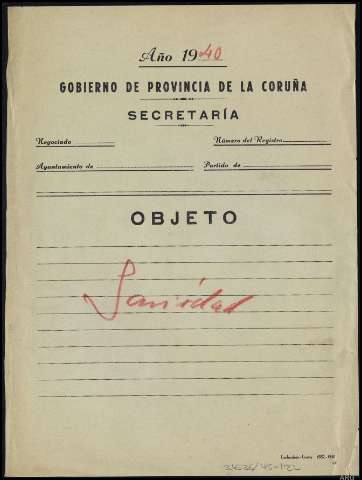 Año 1940
GOBIERNO DE PROVINCIA DE LA CORUÑA
SECRETARÍA
Negociado Número del Registro
Ayuntamiento de Partido de
OBJETO
Sanidad